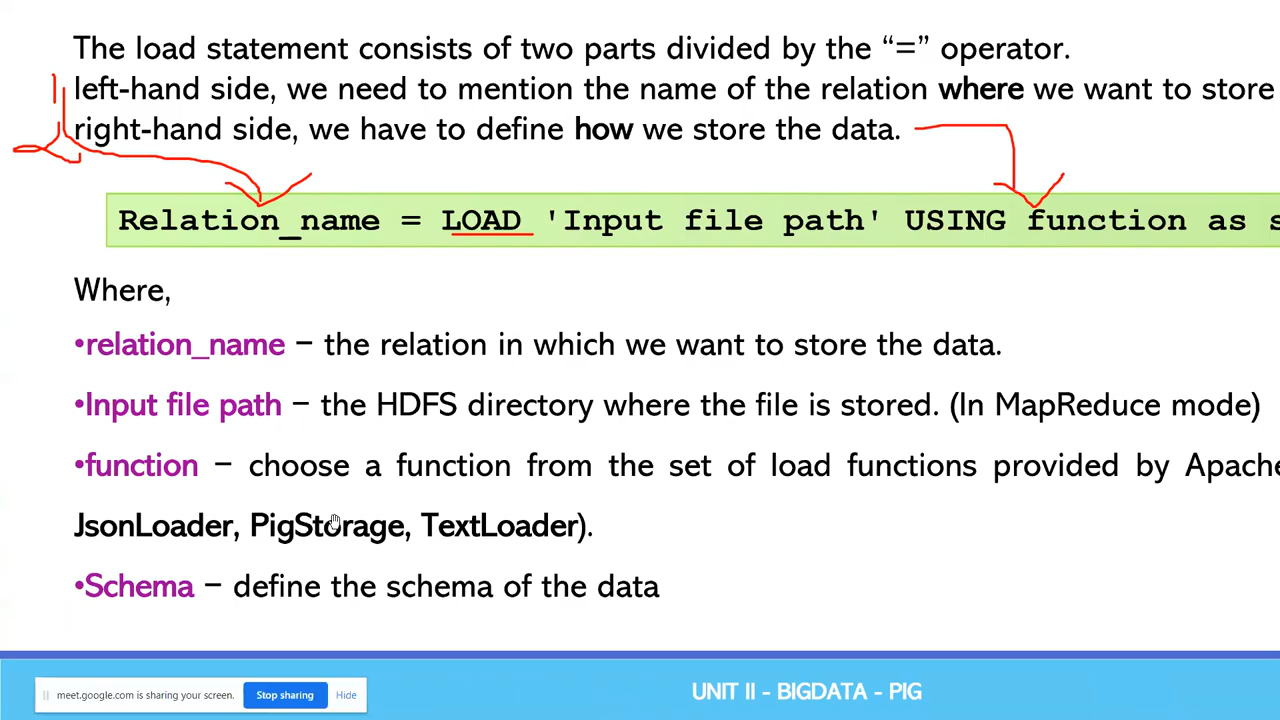 The load statement consists of two parts divided by the “=” operator.
left-hand side, we need to mention the name of the relation where we want to store
right-hand side, we have to define how we store the data.
Relation_name = LOAD 'Input file path' USING function as s
Where,
•relation_name – the relation in which we want to store the data.
•Input file path – the HDFS directory where the file is stored. (In MapReduce mode)
•function – choose a function from the set of load functions provided by Apache
JsonLoader, PigStorage, TextLoader).
•Schema – define the schema of the data
meet.google.com is sharing your screen. Stop sharing Hide
UNIT II - BIGDATA - PIG